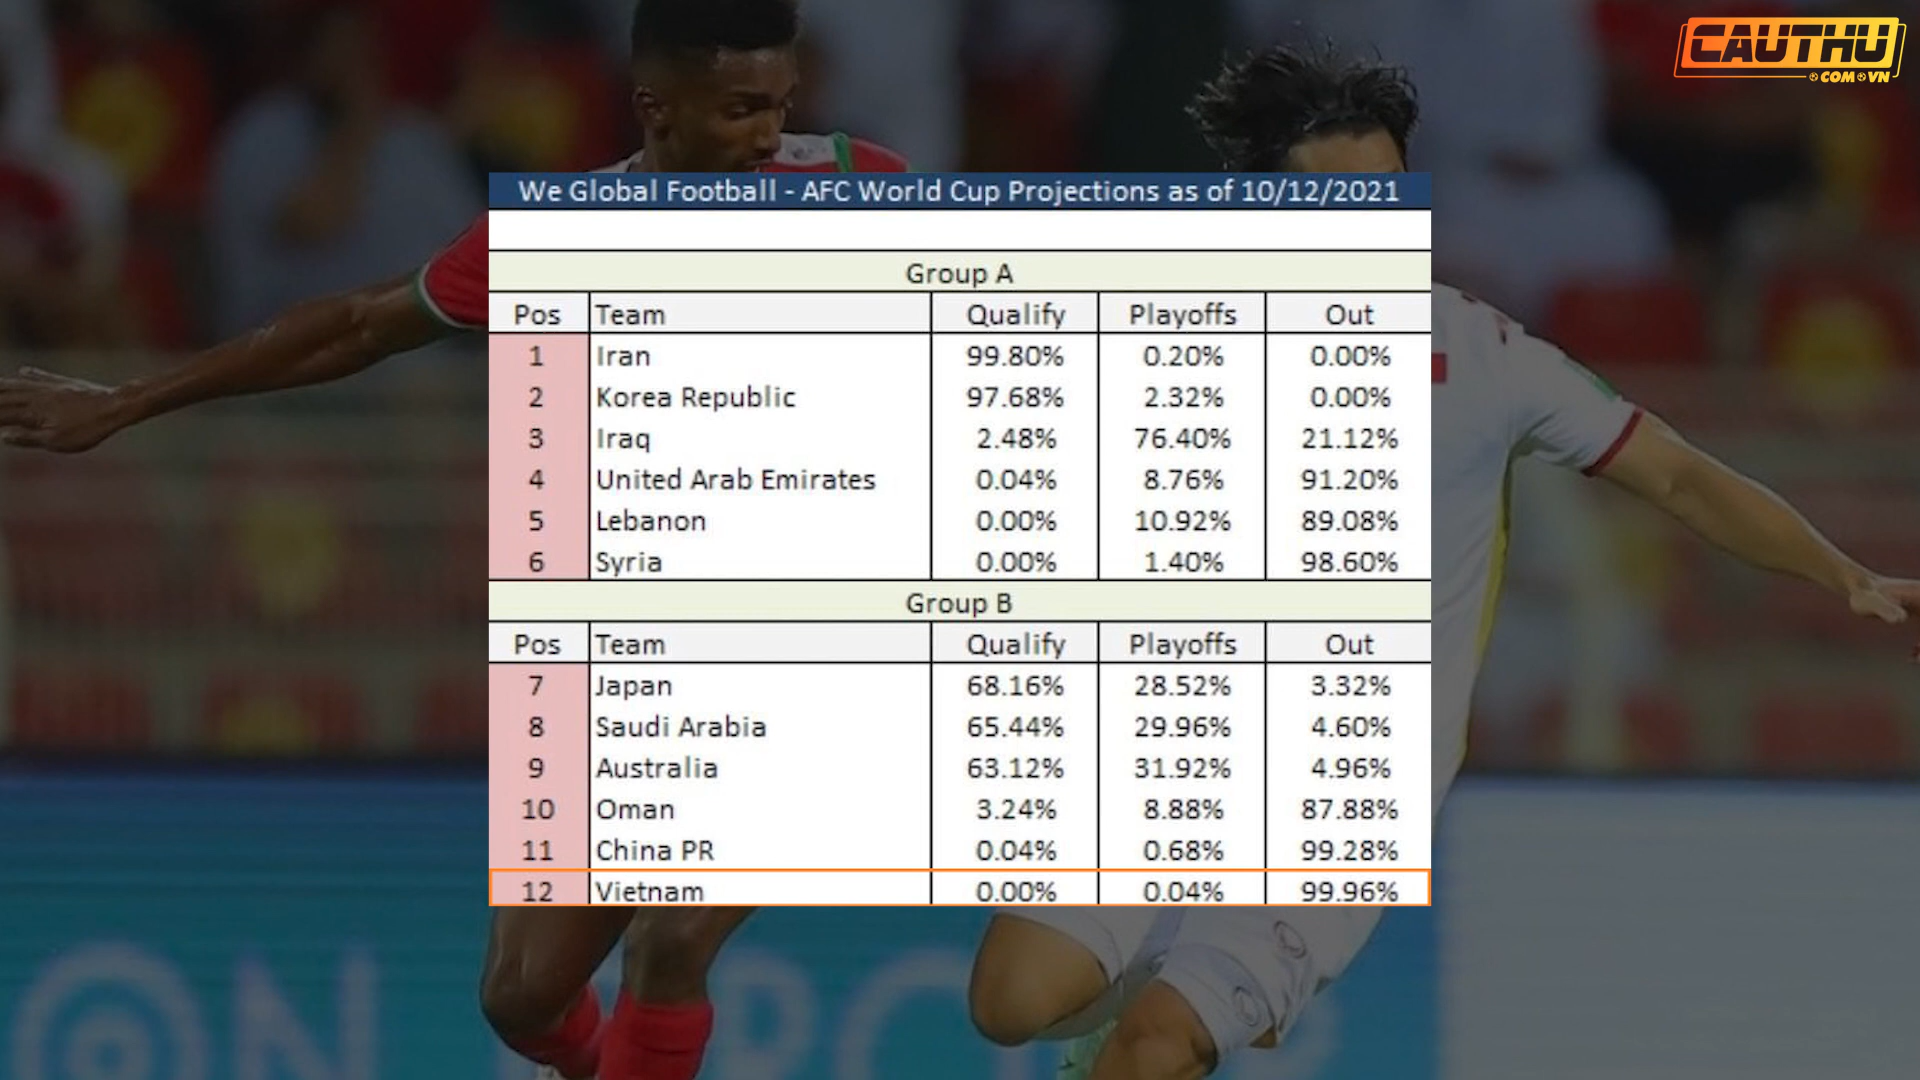 CAUTHU
COM VN
We Global Football - AFC World Cup Projections as of 10/12/2021
Group A
Pos Team Qualify Playoffs Out
1 Iran 99.80% 0.20% 0.00%
2 Korea Republic 97.68% 2.32% 0.00%
3 Iraq 2.48% 76.40% 21.12%
4 United Arab Emirates 0.04% 8.76% 91.20%
5 Lebanon 0.00% 10.92% 89.08%
6 Syria 0.00% 1.40% 98.60%
Group B
Pos Team Qualify Playoffs Out
7 Japan 68.16% 28.52% 3.32%
8 Saudi Arabia 65.44% 29.96% 4.60%
9 Australia 63.12% 31.92% 4.96%
10 Oman 3.24% 8.88% 87.88%
11 China PR 0.04% 0.68% 99.28%
12 Vietnam 0.00% 0.04% 99.96%